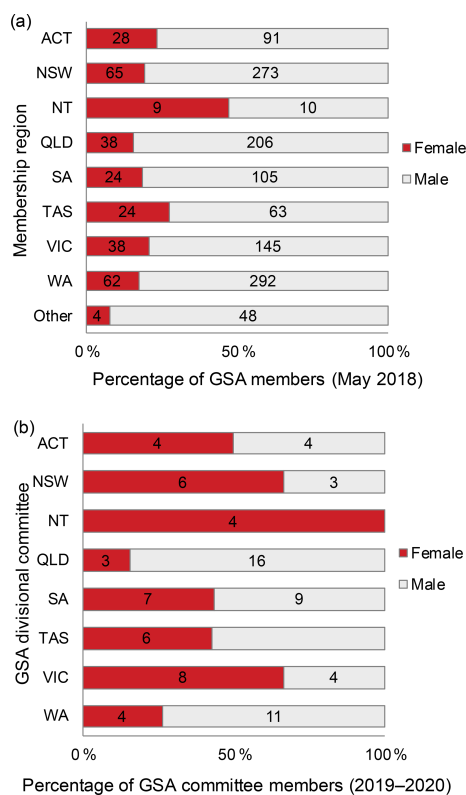 (a)
Membership region
ACT 28 91
NSW 65 273
NT 9 10
QLD 38 206
SA 24 105
TAS 24 63
VIC 38 145
WA 62 292
Other 4 48
Female
Male
0 % 50 % 100 %
Percentage of GSA members (May 2018)
(b)
GSA divisional committee
ACT 4 4
NSW 6 3
NT 4
QLD 3 16
SA 7 9
TAS 6
VIC 8 4
WA 4 11
Female
Male
0 % 50 % 100 %
Percentage of GSA committee members (2019–2020)